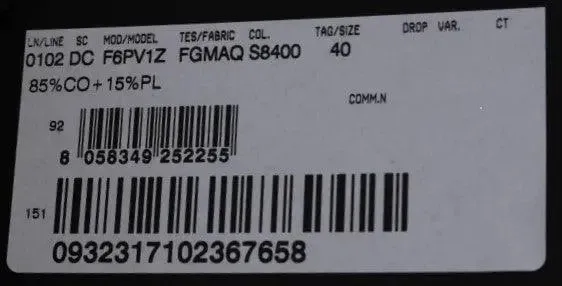 LN/LINE SC MOD/MODEL TES/FABRIC COL. TAG/SIZE DROP VAR. CT
0102 DC F6PV1Z FGMAQ S8400 40
85%CO+15%PL
COMM.N
92
8 058349 252255
151
0932317102367658